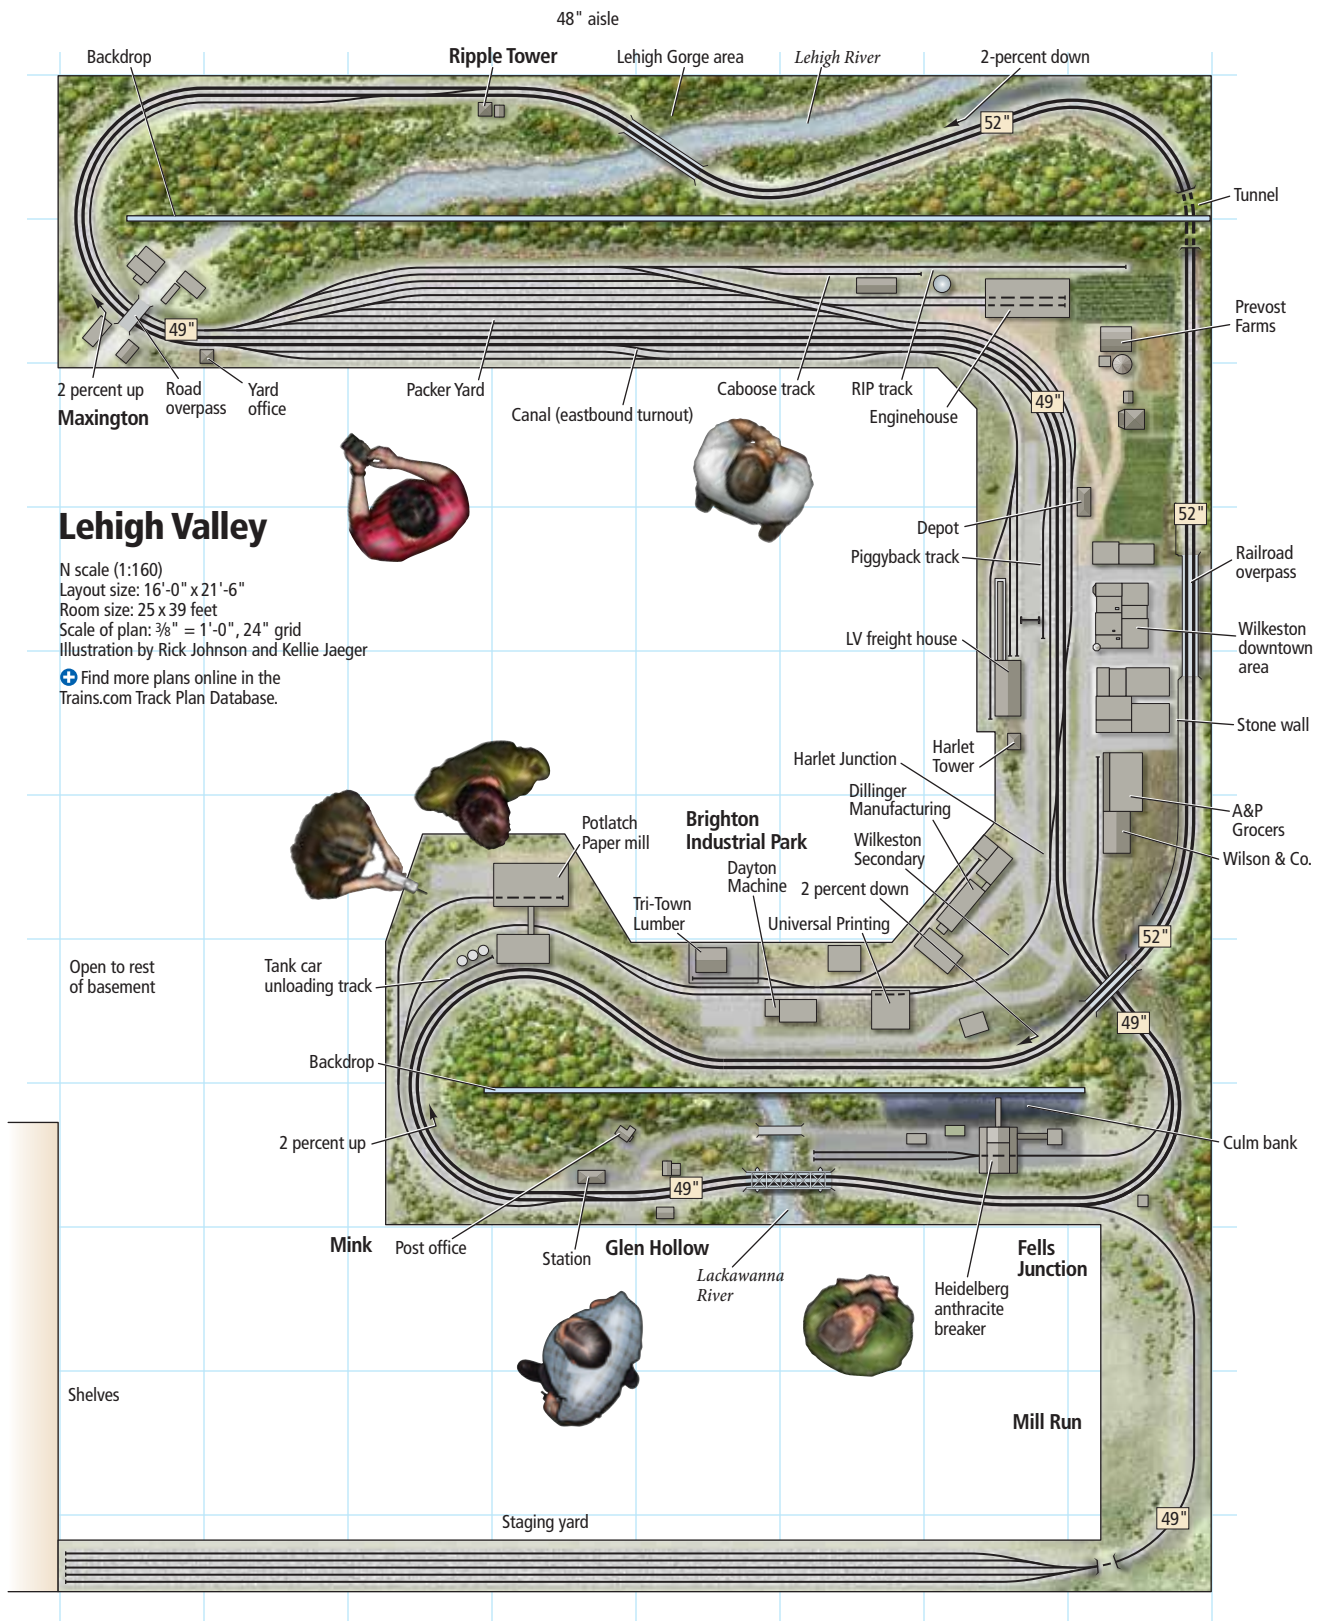 48" aisle
Backdrop
Ripple Tower
Lehigh Gorge area
Lehigh River
2-percent down
52"
Tunnel
Prevost
Farms
49"
2 percent up
Road
overpass
Yard
office
Packer Yard
Canal (eastbound turnout)
Caboose track
RIP track
Enginehouse
49"
Maxington
Lehigh Valley
N scale (1:160)
Layout size: 16'-0" x 21'-6"
Room size: 25 x 39 feet
Scale of plan: ⅜" = 1'-0", 24" grid
Illustration by Rick Johnson and Kellie Jaeger
Find more plans online in the
Trains.com Track Plan Database.
Depot
Piggyback track
52"
Railroad
overpass
LV freight house
Wilkeston
downtown
area
Stone wall
Harlet
Tower
Harlet Junction
Dillinger
Manufacturing
A&P
Grocers
Wilson & Co.
Potlatch
Paper mill
Brighton
Industrial Park
Wilkeston
Secondary
Dayton
Machine
2 percent down
Tri-Town
Lumber
Universal Printing
52"
Open to rest
of basement
Tank car
unloading track
49"
Backdrop
2 percent up
Culm bank
49"
Mink
Post office
Station
Glen Hollow
Lackawanna
River
Fells
Junction
Heidelberg
anthracite
breaker
Shelves
Mill Run
Staging yard
49"